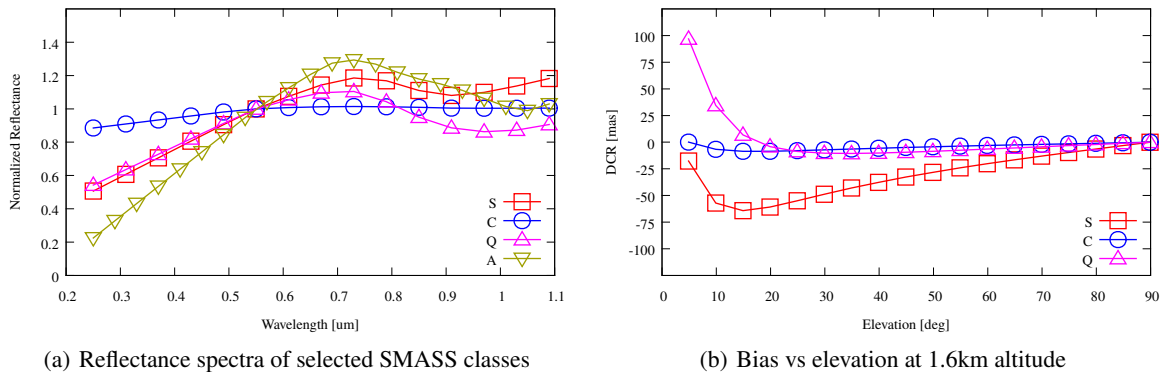 Normalized Reflectance
1.4
1.2
1
0.8
0.6
0.4
0.2
0
S
C
Q
A
0.2 0.3 0.4 0.5 0.6 0.7 0.8 0.9 1 1.1
Wavelength [um]
(a) Reflectance spectra of selected SMASS classes
DCR [mas]
100
75
50
25
0
-25
-50
-75
-100
S
C
Q
0 10 20 30 40 50 60 70 80 90
Elevation [deg]
(b) Bias vs elevation at 1.6km altitude